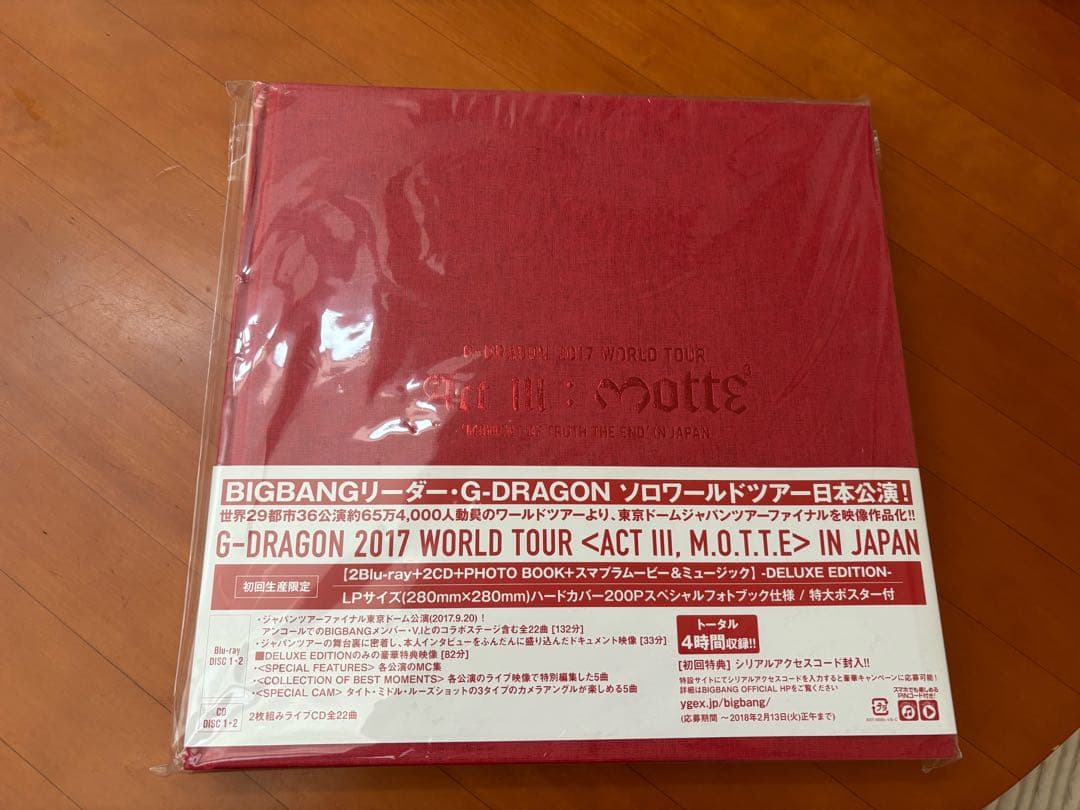 G-DRAGON 2017 WORLD TOUR
Act III : Motte³
'MOMENT OF TRUTH THE END' IN JAPAN
BIGBANGリーダー・G-DRAGON ソロワールドツアー日本公演!
世界29都市36公演約65万4,000人動員のワールドツアーより、東京ドームジャパンツアーファイナルを映像作品化!!
G-DRAGON 2017 WORLD TOUR <ACT III, M.O.T.T.E> IN JAPAN
初回生産限定
【2Blu-ray+2CD+PHOTO BOOK+スマプラムービー&ミュージック】-DELUXE EDITION-
LPサイズ(280mm×280mm)ハードカバー200Pスペシャルフォトブック仕様 / 特大ポスター付
Blu-ray
DISC 1・2
・ジャパンツアーファイナル東京ドーム公演(2017.9.20)!
アンコールでのBIGBANGメンバー・V.Iとのコラボステージ含む全22曲 [132分]
・ジャパンツアーの舞台裏に密着し、本人インタビューをふんだんに盛り込んだドキュメント映像 [33分]
■DELUXE EDITIONのみの豪華特典映像 [82分]
・<SPECIAL FEATURES> 各公演のMC集
・<COLLECTION OF BEST MOMENTS> 各公演のライブ映像で特別編集した5曲
・<SPECIAL CAM> タイト・ミドル・ルーズショットの3タイプのカメラアングルが楽しめる5曲
CD
DISC 1・2
2枚組みライブCD全22曲
トータル
4時間収録!!
[初回特典] シリアルアクセスコード封入!!
特設サイトにてシリアルアクセスコードを入力すると豪華キャンペーンに応募可能!
詳細はBIGBANG OFFICIAL HPをご覧ください
ygex.jp/bigbang/
(応募期間 〜2018年2月13日(火)正午まで)
スマホでも楽しめる
PINコード付き!